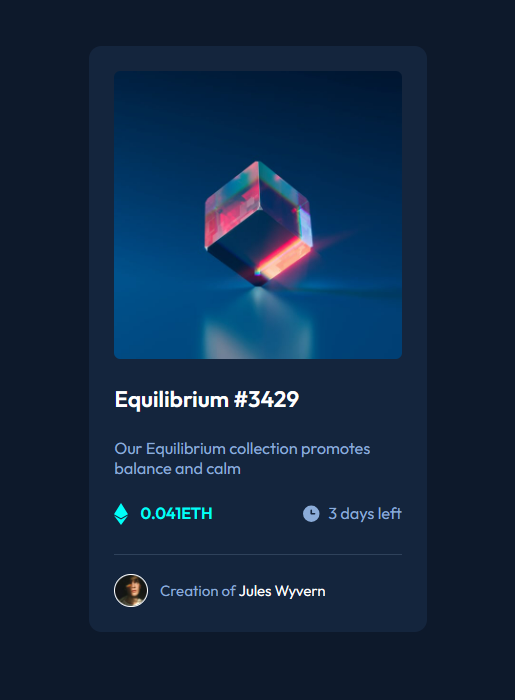 Equilibrium #3429
Our Equilibrium collection promotes
balance and calm
0.041ETH
3 days left
Creation of Jules Wyvern